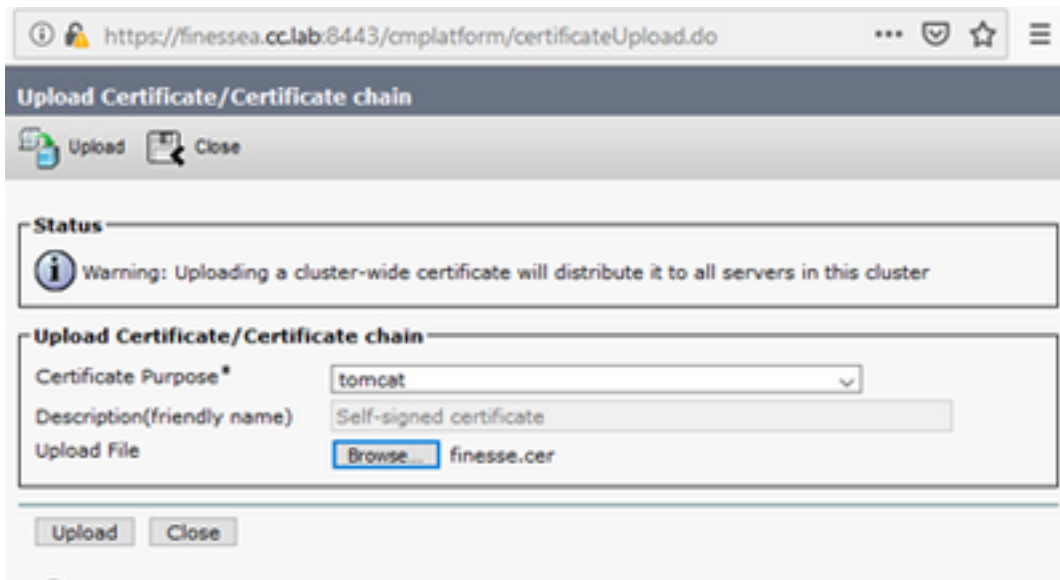 https://finessea.cc.lab:8443/cmplatform/certificateUpload.do
Upload Certificate/Certificate chain
Upload Close
Status
Warning: Uploading a cluster-wide certificate will distribute it to all servers in this cluster
Upload Certificate/Certificate chain
Certificate Purpose* tomcat
Description(friendly name) Self-signed certificate
Upload File Browse... finesse.cer
Upload Close